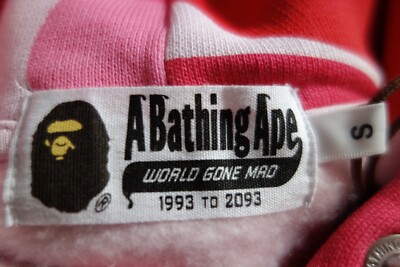 A Bathing Ape
®
WORLD GONE MAD
1993 TO 2093
S